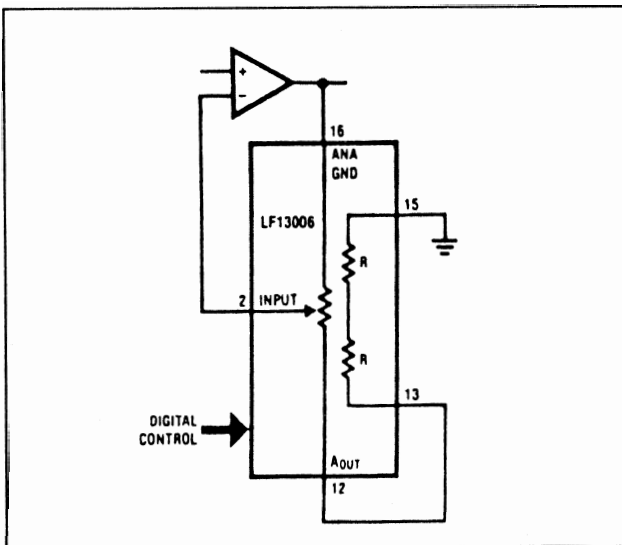 +
−
16
ANA
GND
15
LF13006
R
2 INPUT
R
13
DIGITAL
CONTROL
AOUT
12